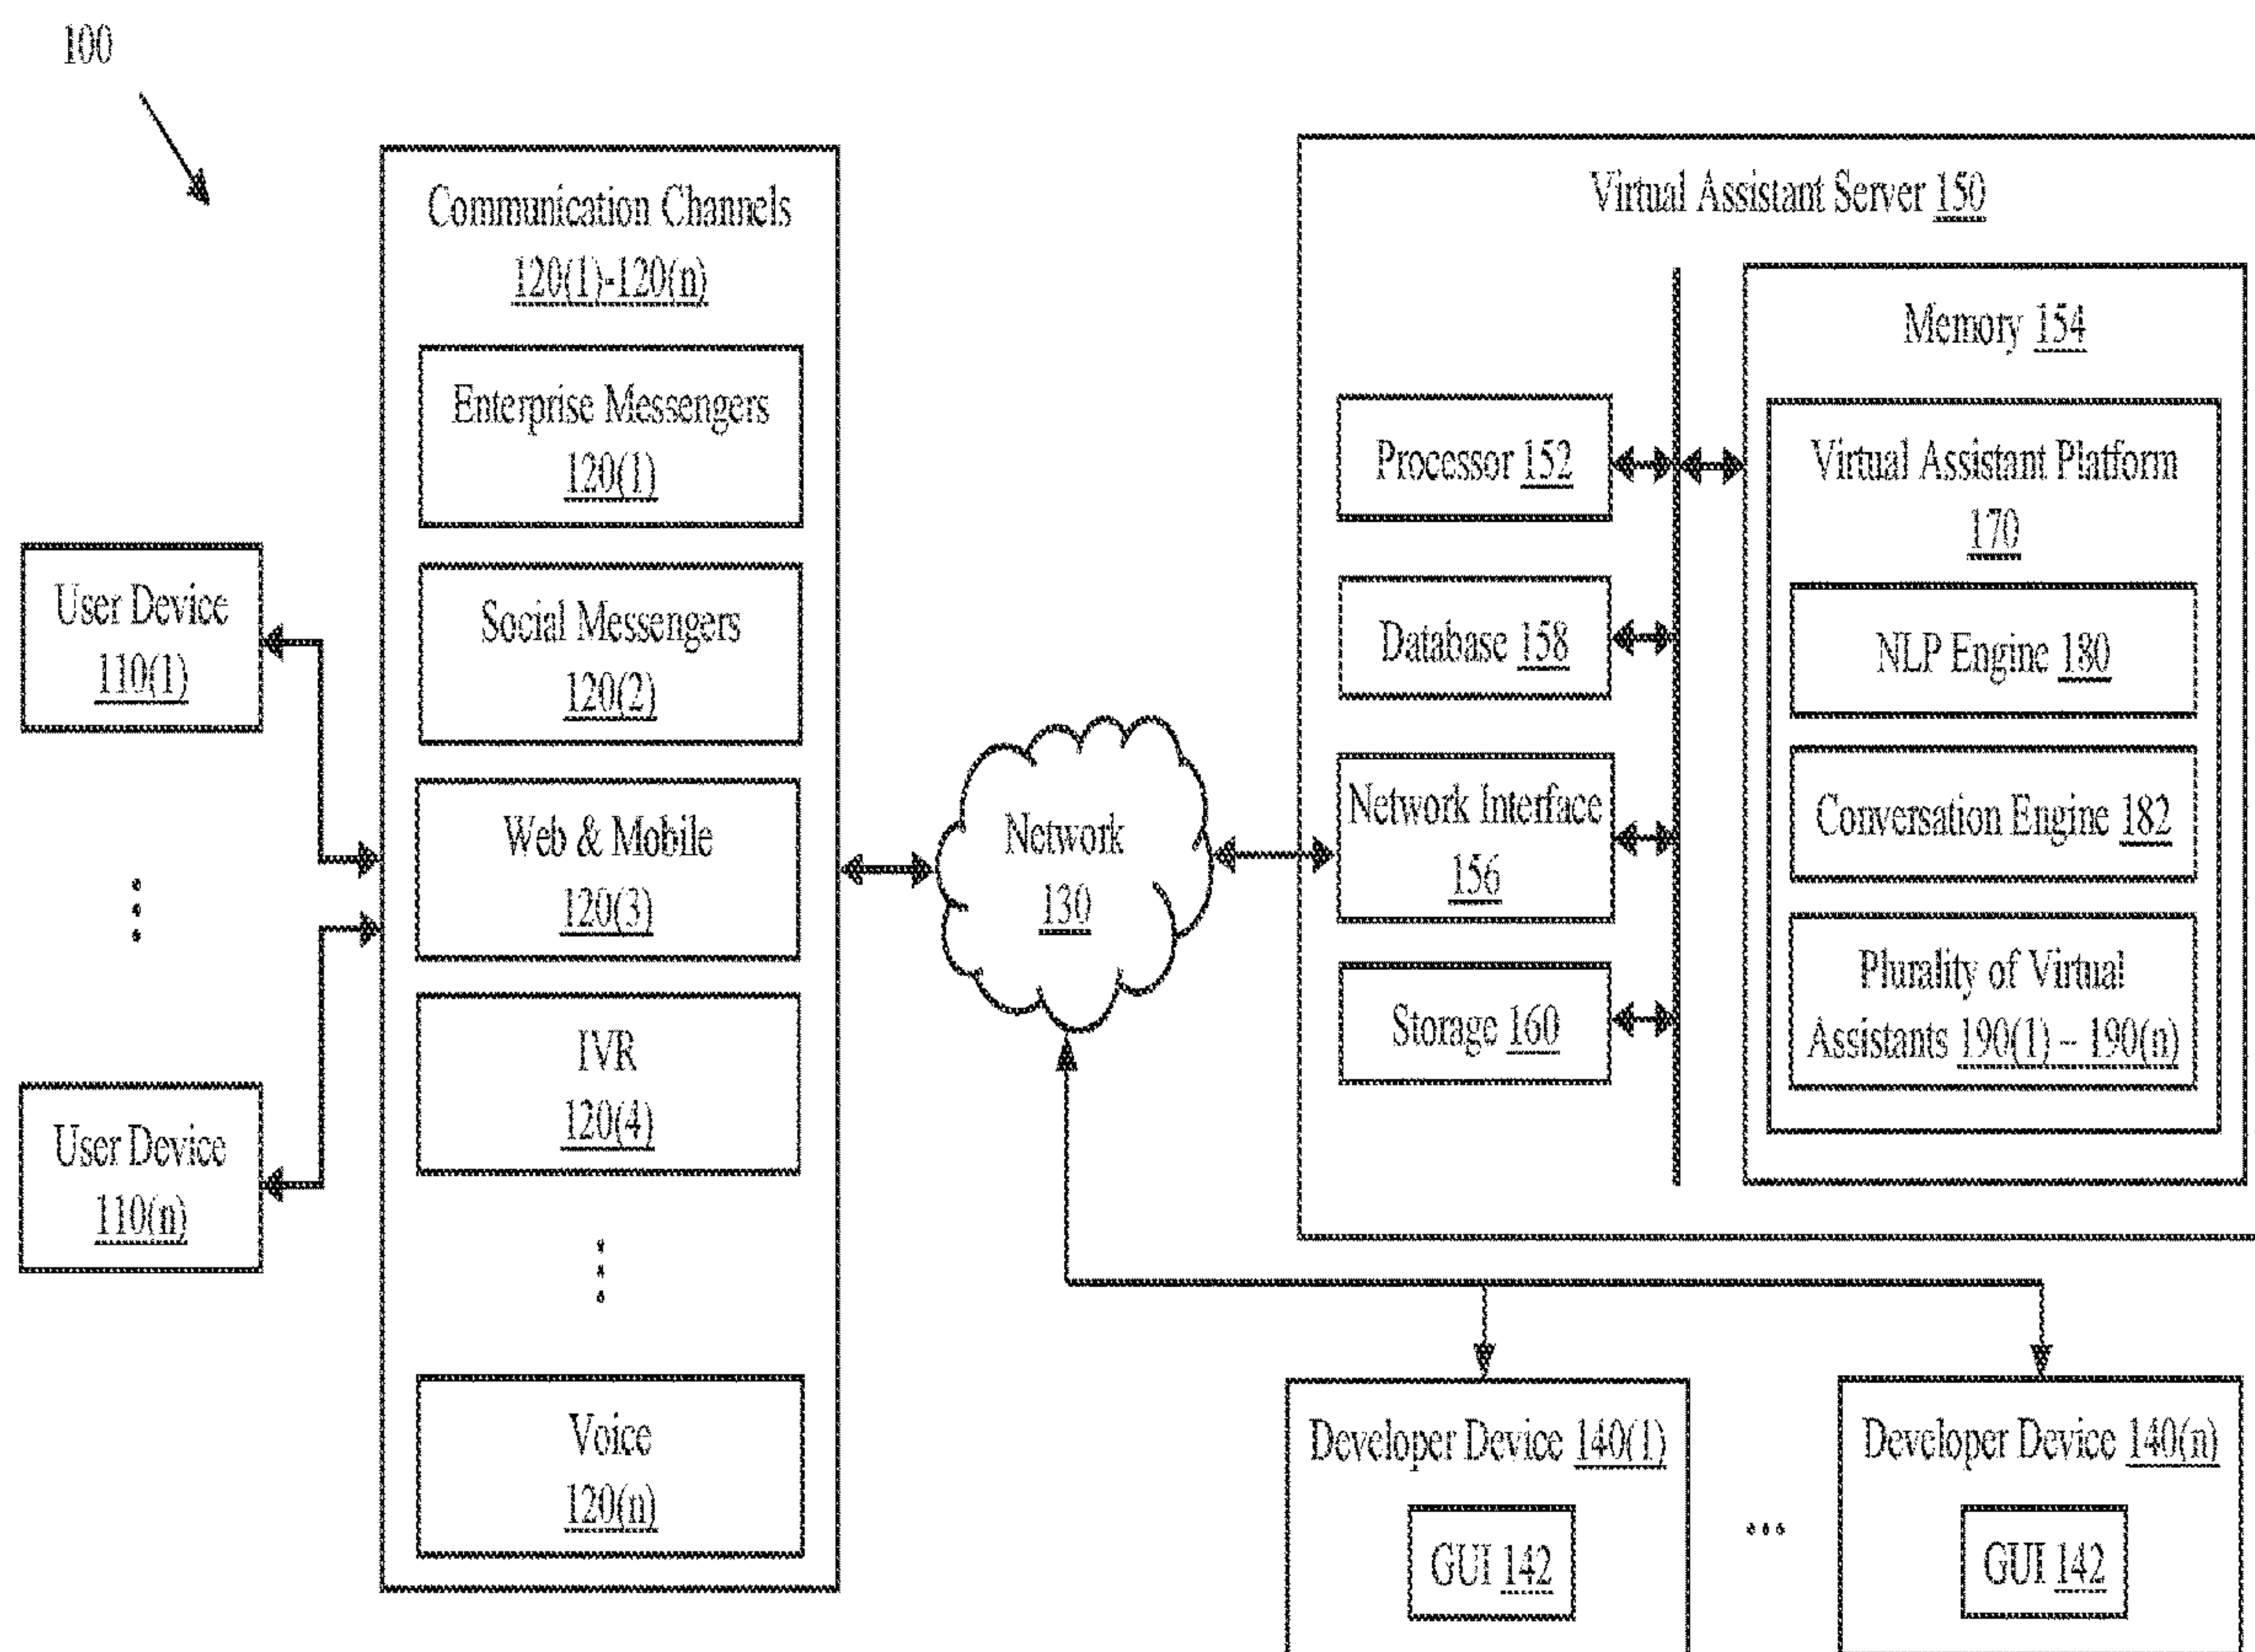 100
Communication Channels
120(1)-120(n)
Enterprise Messengers
120(1)
Social Messengers
120(2)
Web & Mobile
120(3)
IVR
120(4)
Voice
120(n)
User Device
110(1)
User Device
110(n)
Network
130
Virtual Assistant Server 150
Processor 152
Database 158
Network Interface
156
Storage 160
Memory 154
Virtual Assistant Platform
170
NLP Engine 180
Conversation Engine 182
Plurality of Virtual
Assistants 190(1) – 190(n)
Developer Device 140(1)
GUI 142
...
Developer Device 140(n)
GUI 142